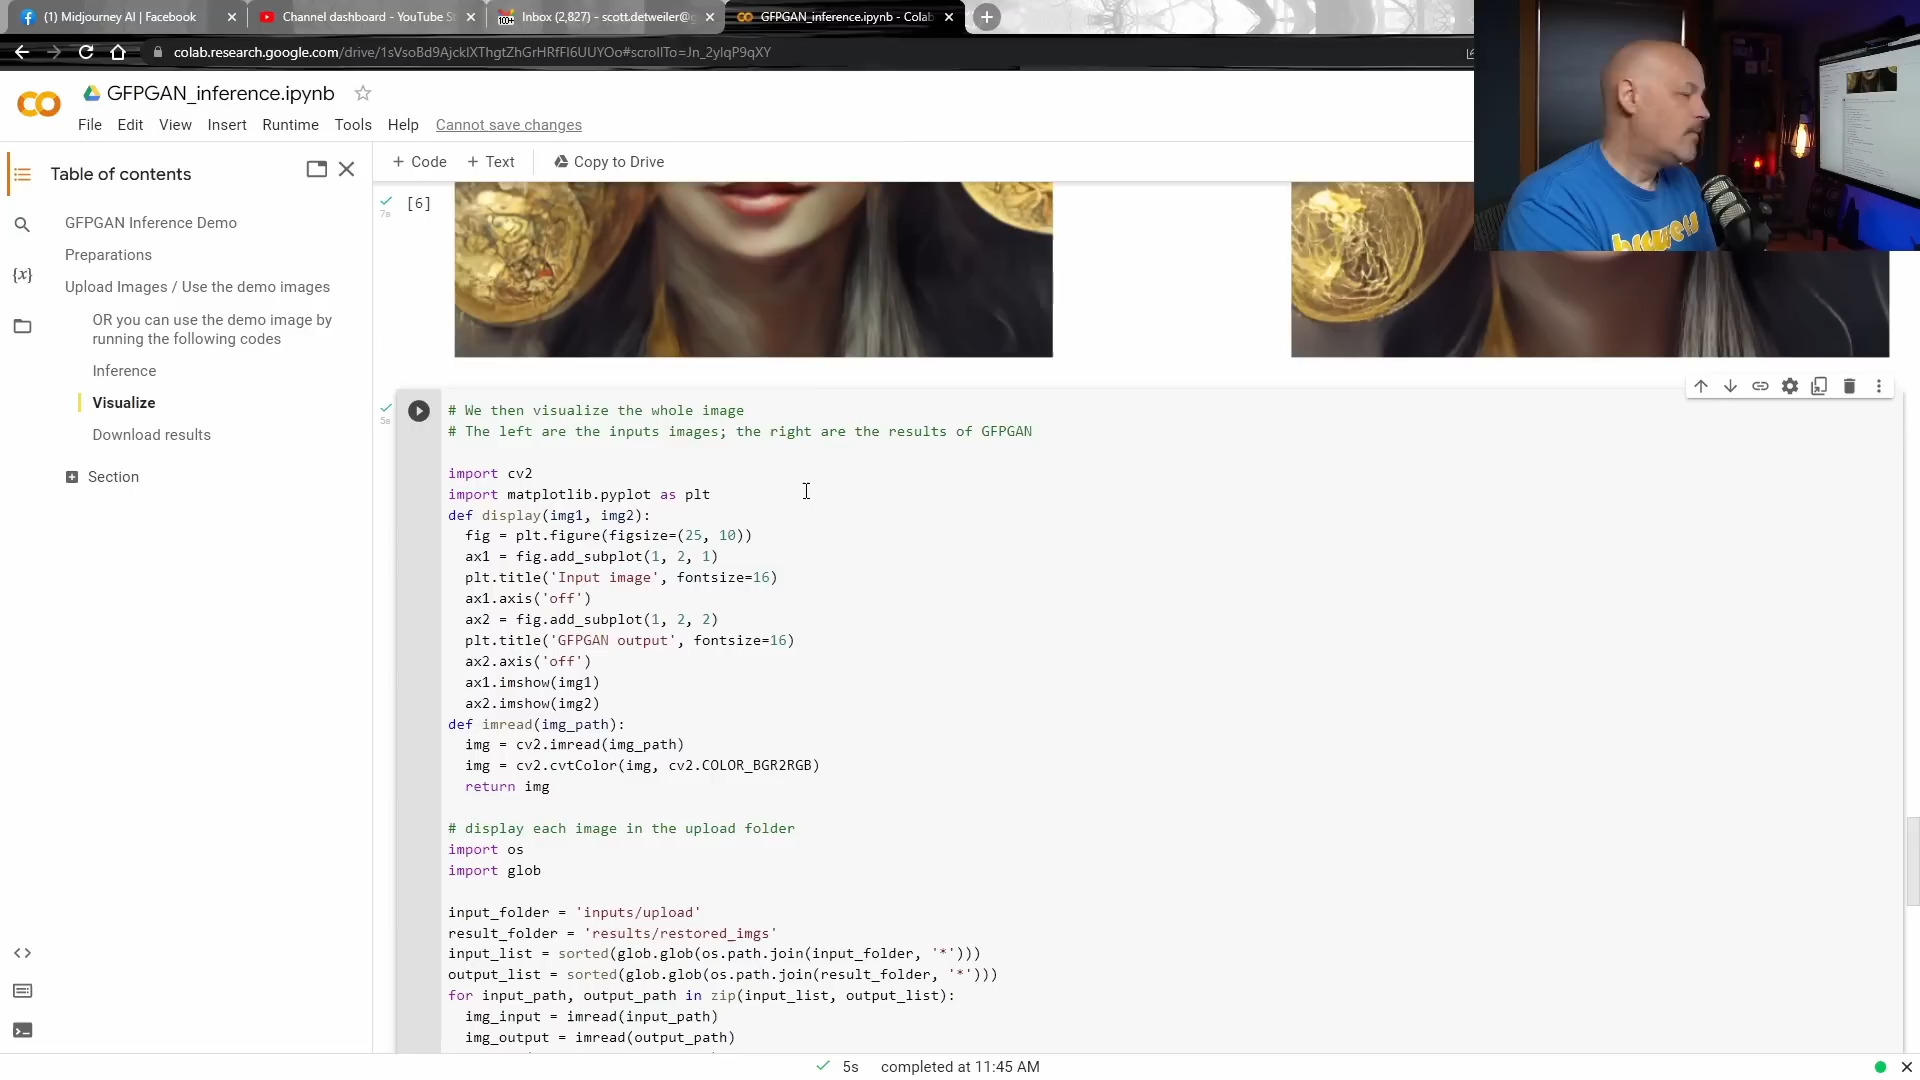 (1) Midjourney AI | Facebook
Channel dashboard - YouTube S
Inbox (2,827) - scott.detweiler@g
GFPGAN_inference.ipynb - Colab
colab.research.google.com/drive/1sVsoBd9AjckIXThgtZhGrHRfFl6UUYOo#scrollTo=Jn_2ylqP9qXY
GFPGAN_inference.ipynb
File Edit View Insert Runtime Tools Help Cannot save changes
Table of contents
+ Code + Text Copy to Drive
GFPGAN Inference Demo
Preparations
Upload Images / Use the demo images
OR you can use the demo image by
running the following codes
Inference
Visualize
Download results
Section
{x}
7s
[6]
5s
# We then visualize the whole image
# The left are the inputs images; the right are the results of GFPGAN
import cv2
import matplotlib.pyplot as plt
def display(img1, img2):
fig = plt.figure(figsize=(25, 10))
ax1 = fig.add_subplot(1, 2, 1)
plt.title('Input image', fontsize=16)
ax1.axis('off')
ax2 = fig.add_subplot(1, 2, 2)
plt.title('GFPGAN output', fontsize=16)
ax2.axis('off')
ax1.imshow(img1)
ax2.imshow(img2)
def imread(img_path):
img = cv2.imread(img_path)
img = cv2.cvtColor(img, cv2.COLOR_BGR2RGB)
return img
# display each image in the upload folder
import os
import glob
input_folder = 'inputs/upload'
result_folder = 'results/restored_imgs'
input_list = sorted(glob.glob(os.path.join(input_folder, '*')))
output_list = sorted(glob.glob(os.path.join(result_folder, '*')))
for input_path, output_path in zip(input_list, output_list):
img_input = imread(input_path)
img_output = imread(output_path)
5s completed at 11:45 AM